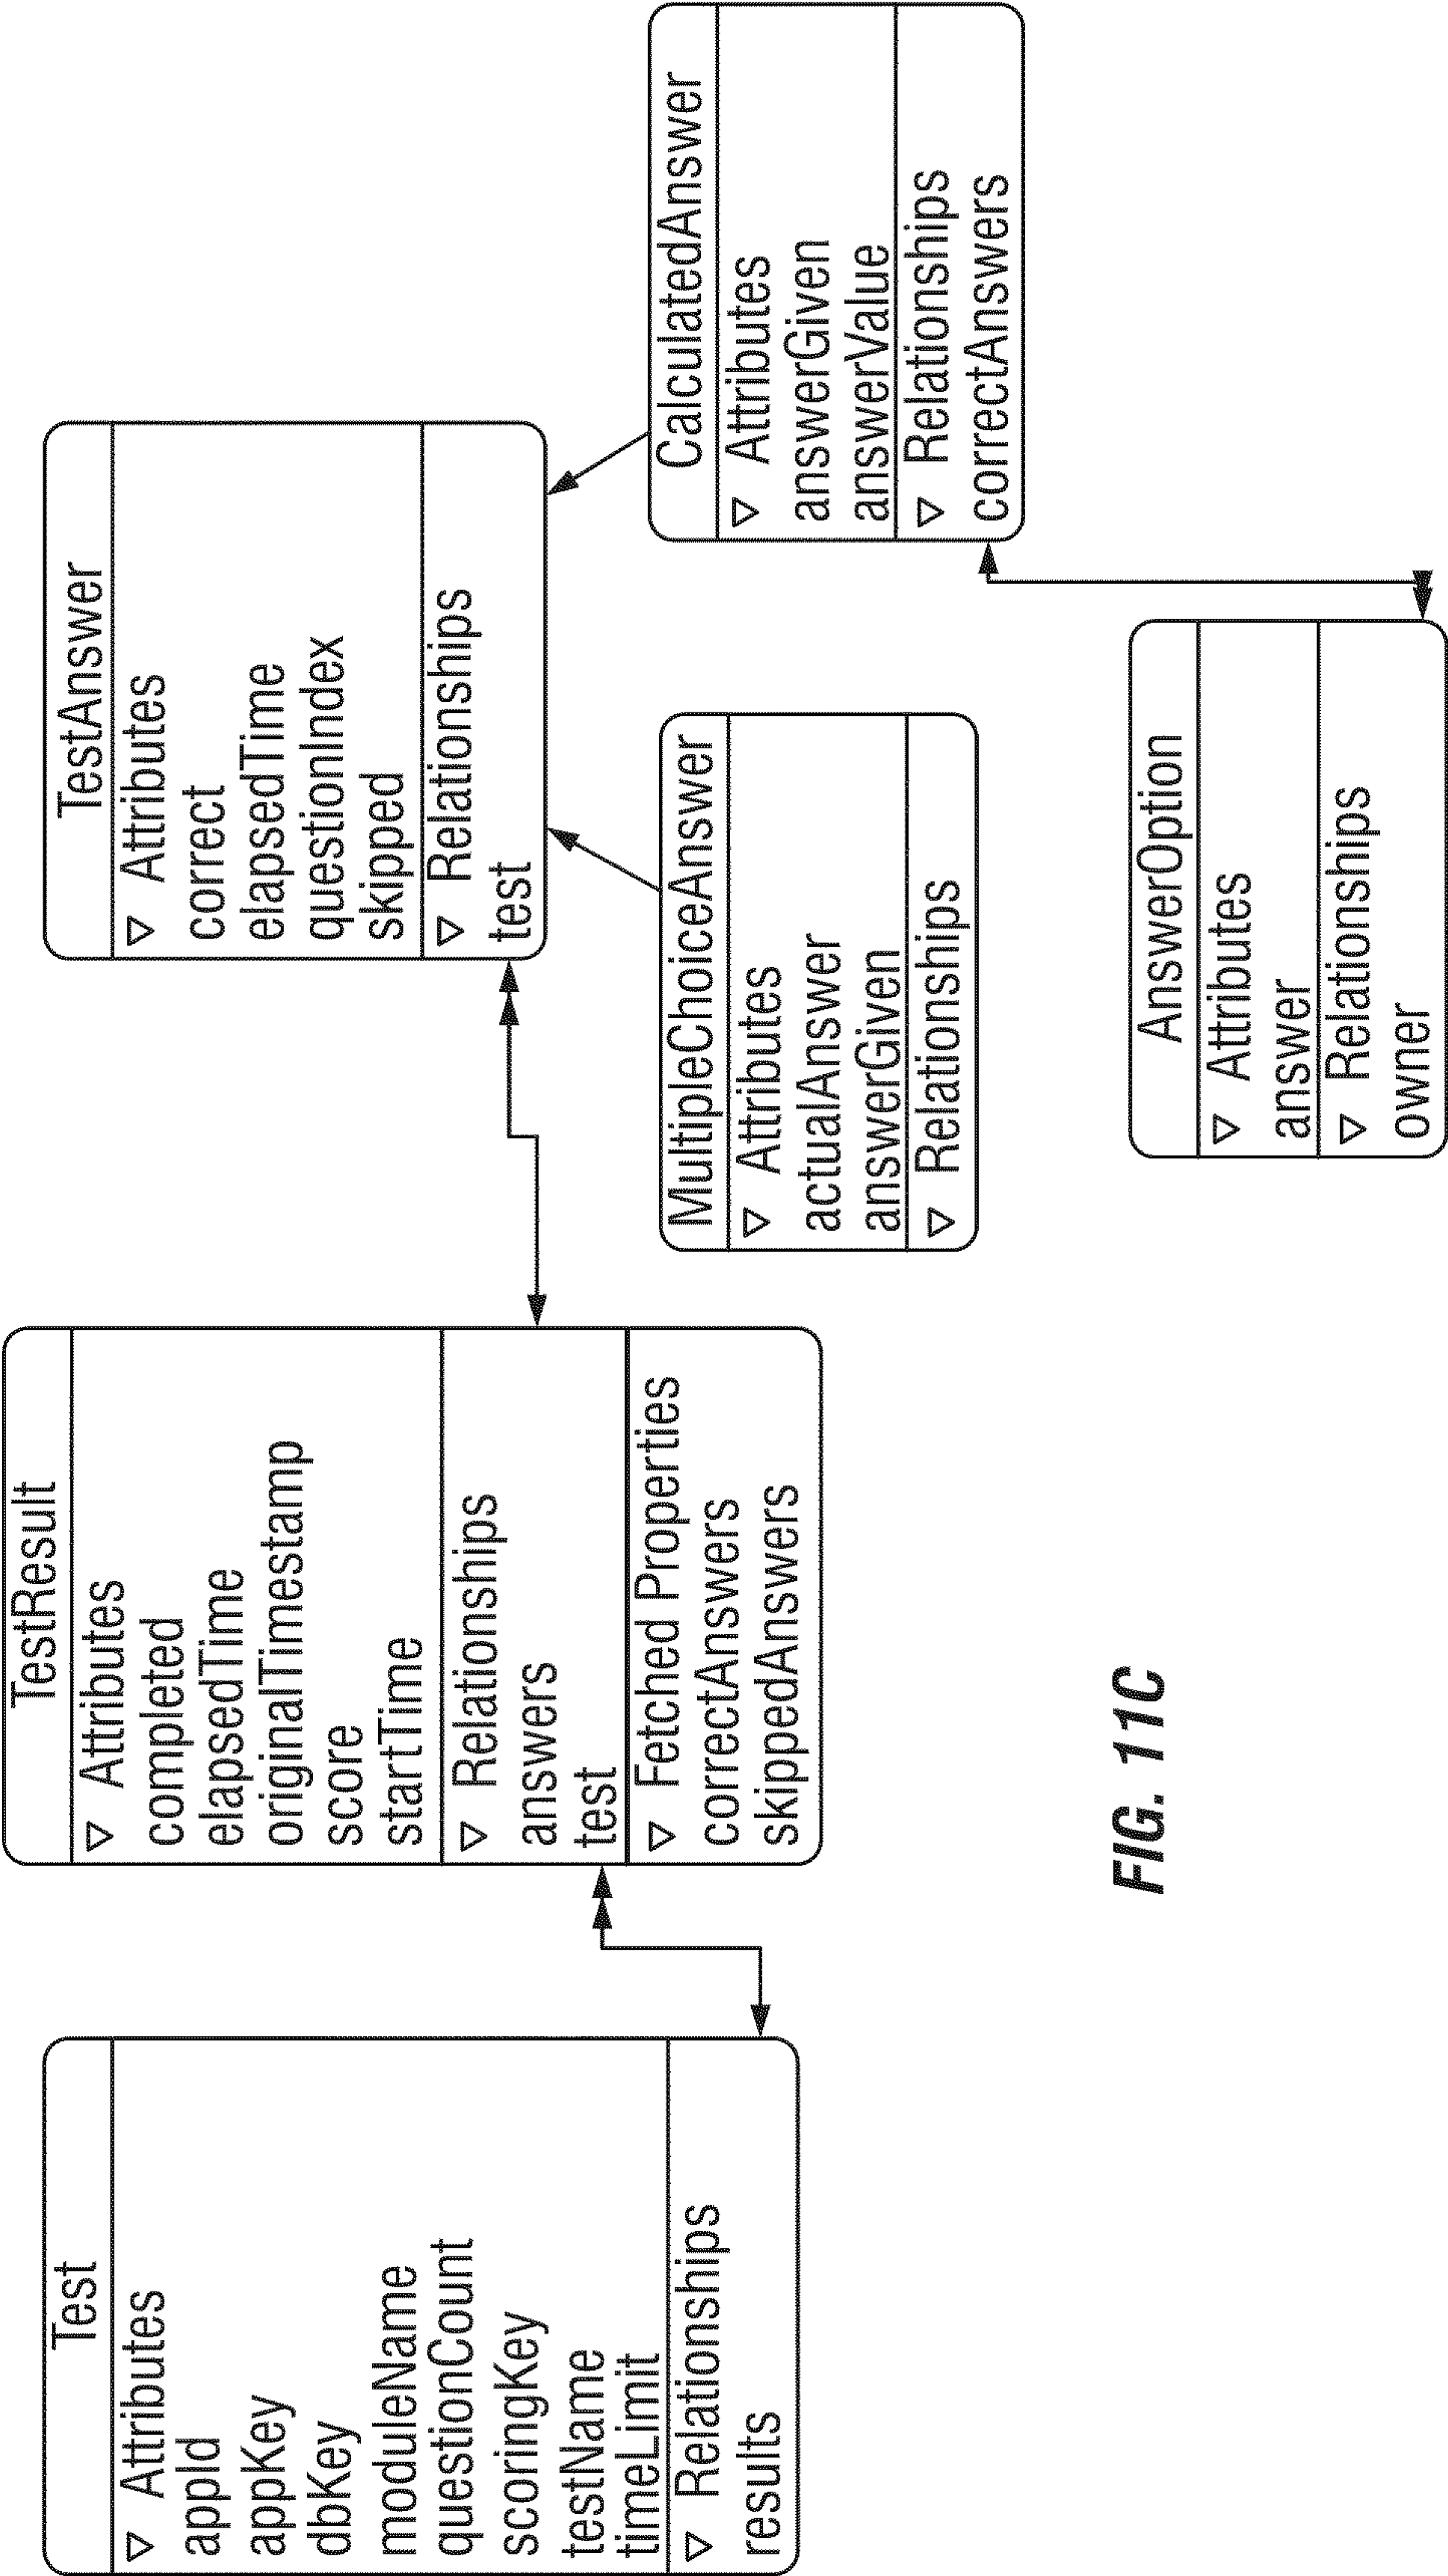 Test
▽ Attributes
appId
appKey
dbKey
moduleName
questionCount
scoringKey
testName
timeLimit
▽ Relationships
results
TestResult
▽ Attributes
completed
elapsedTime
originalTimestamp
score
startTime
▽ Relationships
answers
test
▽ Fetched Properties
correctAnswers
skippedAnswers
TestAnswer
▽ Attributes
correct
elapsedTime
questionIndex
skipped
▽ Relationships
test
MultipleChoiceAnswer
▽ Attributes
actualAnswer
answerGiven
▽ Relationships
CalculatedAnswer
▽ Attributes
answerGiven
answerValue
▽ Relationships
correctAnswers
AnswerOption
▽ Attributes
answer
▽ Relationships
owner
FIG. 11C